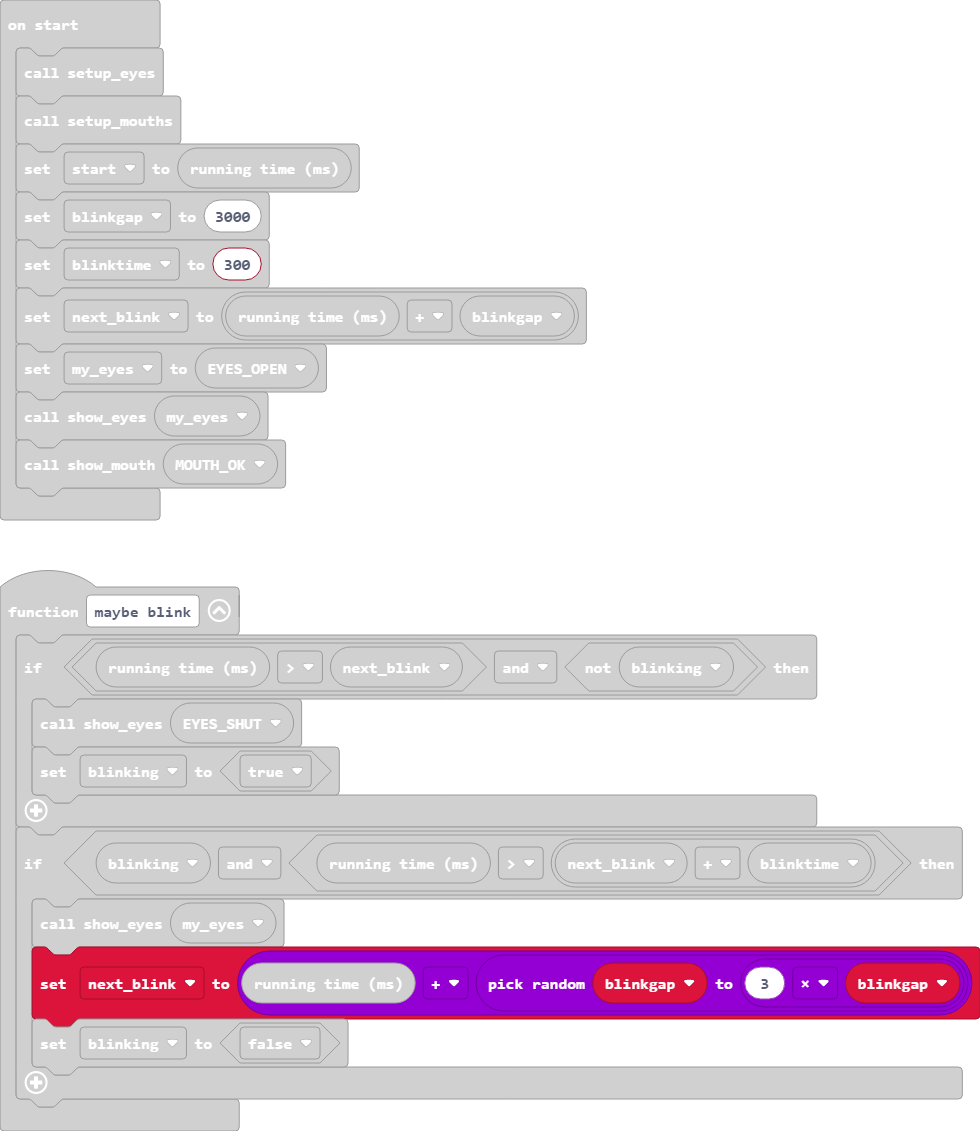 on start
call setup_eyes
call setup_mouths
set start to running time (ms)
set blinkgap to 3000
set blinktime to 300
set next_blink to running time (ms) + blinkgap
set my_eyes to EYES_OPEN
call show_eyes my_eyes
call show_mouth MOUTH_OK
function maybe blink
if running time (ms) > next_blink and not blinking then
call show_eyes EYES_SHUT
set blinking to true
if blinking and running time (ms) > next_blink + blinktime then
call show_eyes my_eyes
set next_blink to running time (ms) + pick random blinkgap to 3 × blinkgap
set blinking to false